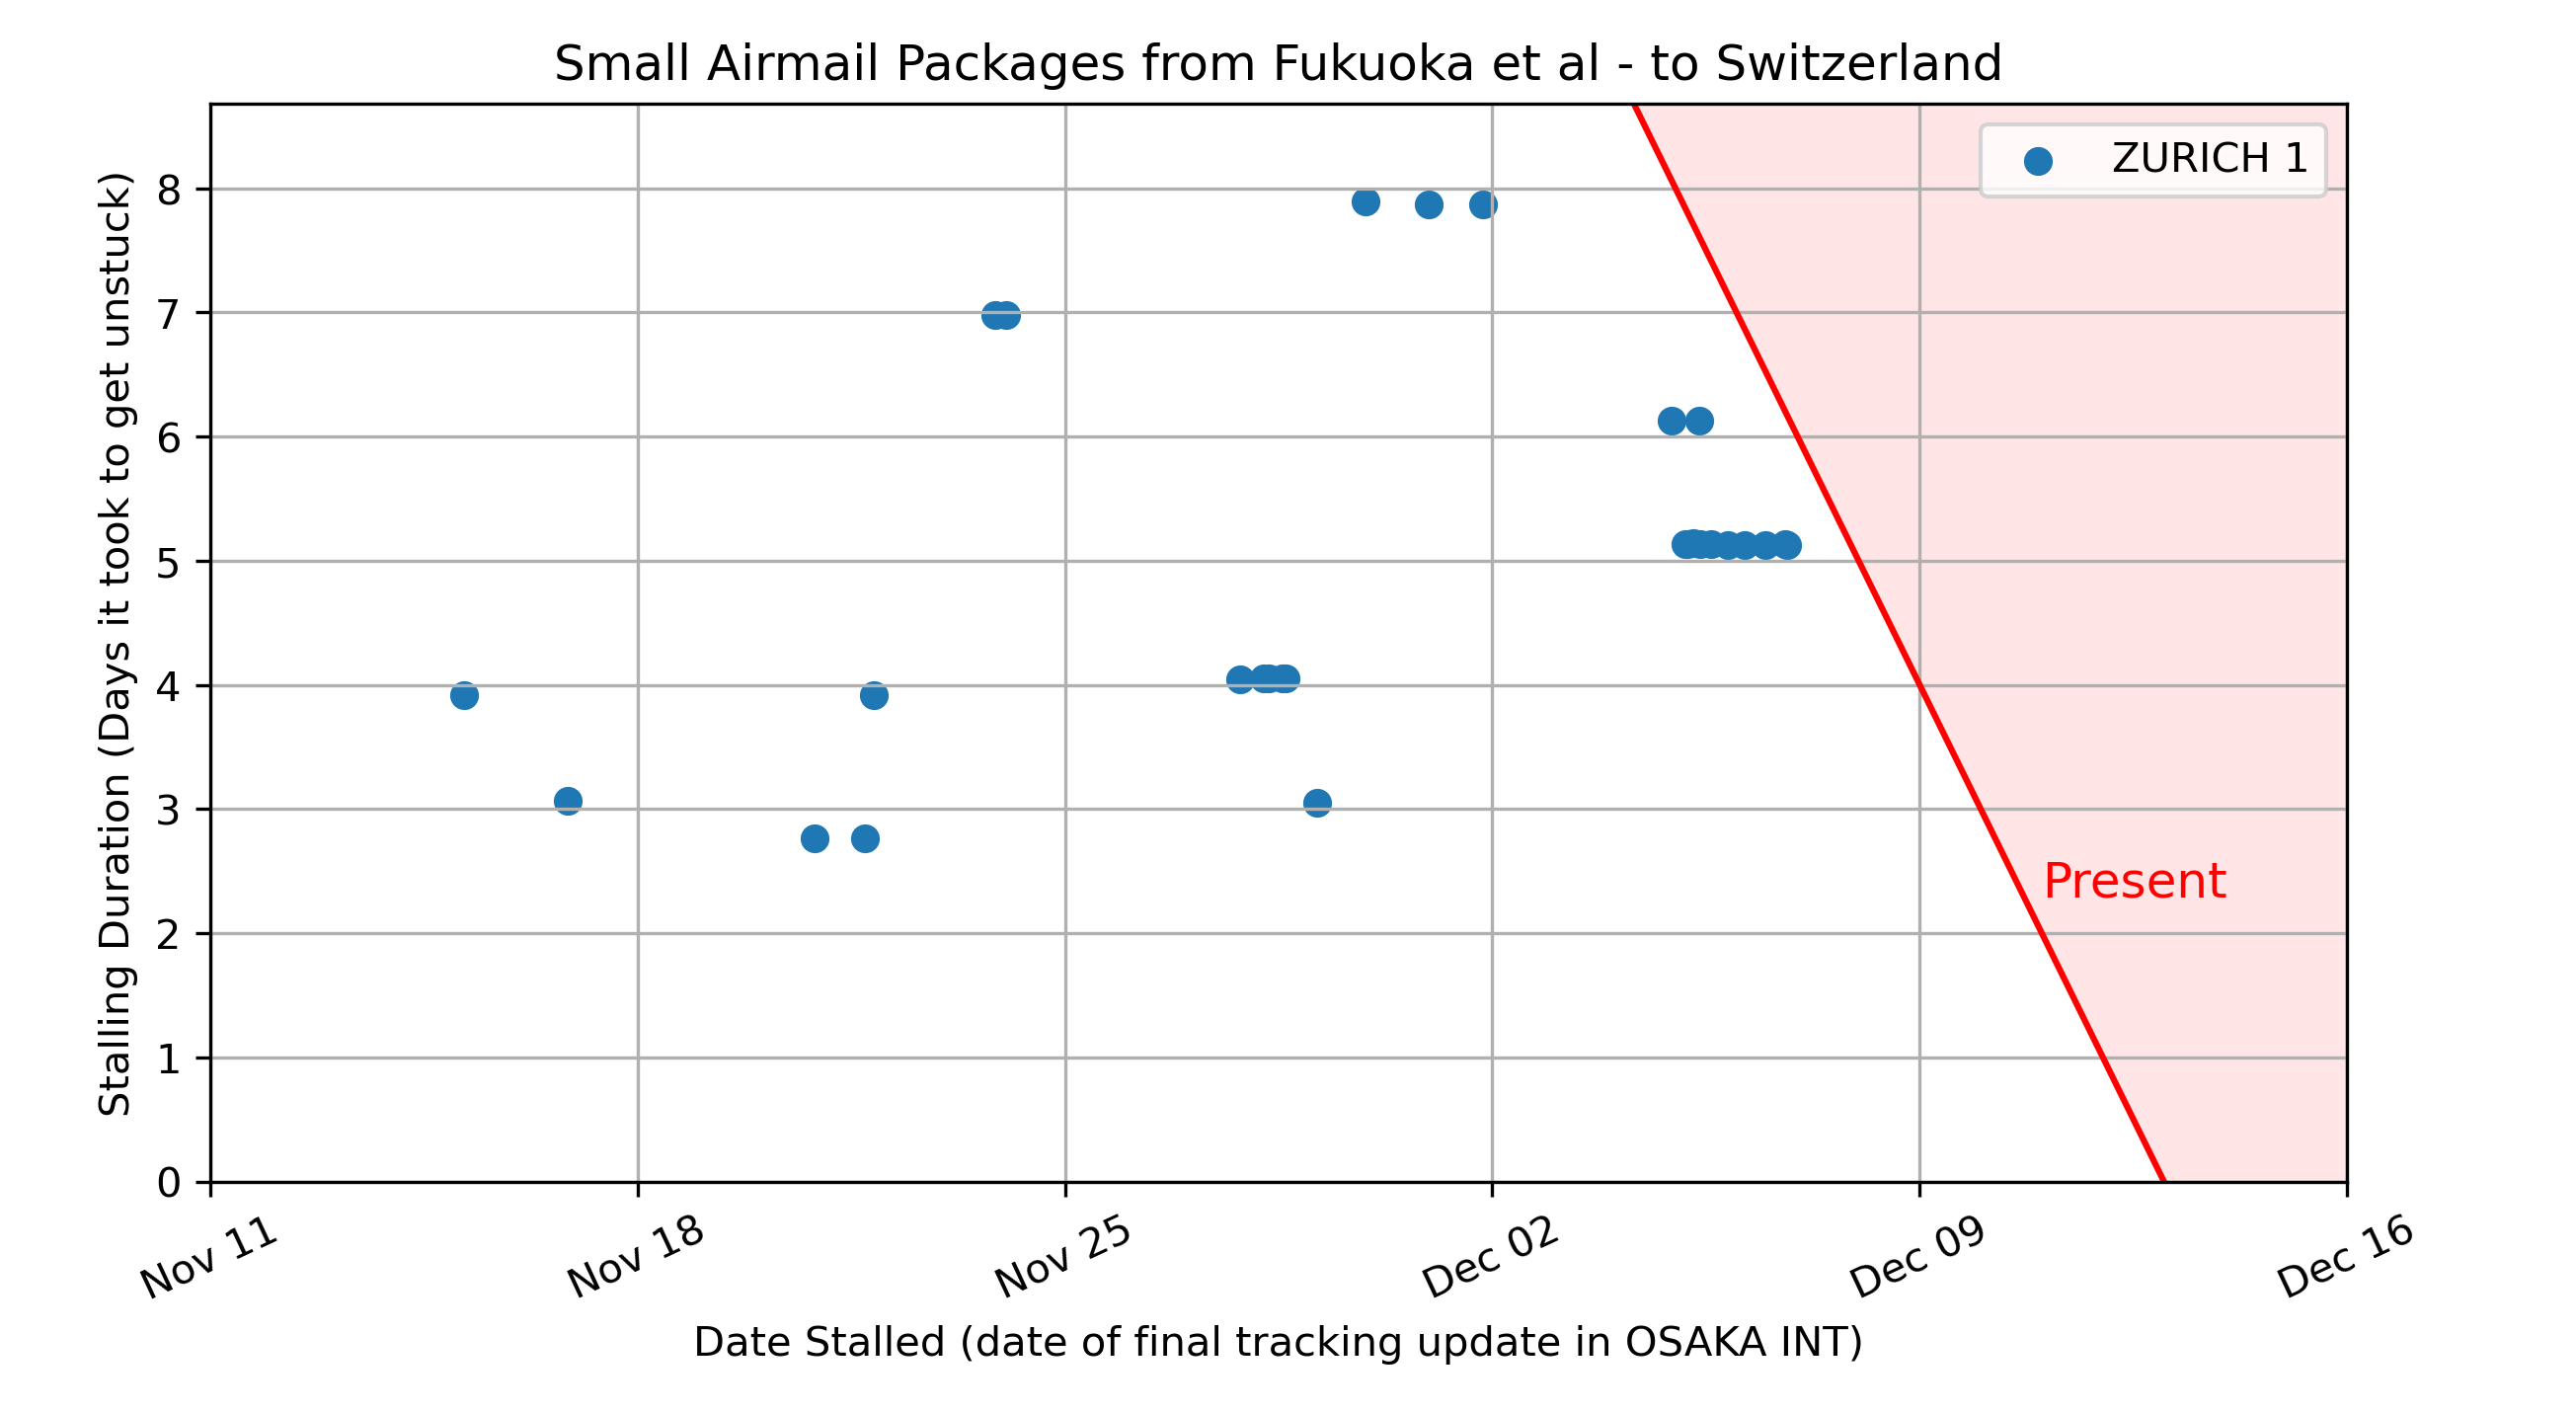 Small Airmail Packages from Fukuoka et al - to Switzerland
ZURICH 1
Stalling Duration (Days it took to get unstuck)
8
7
6
5
4
3
2
1
0
Present
Nov 11
Nov 18
Nov 25
Dec 02
Dec 09
Dec 16
Date Stalled (date of final tracking update in OSAKA INT)